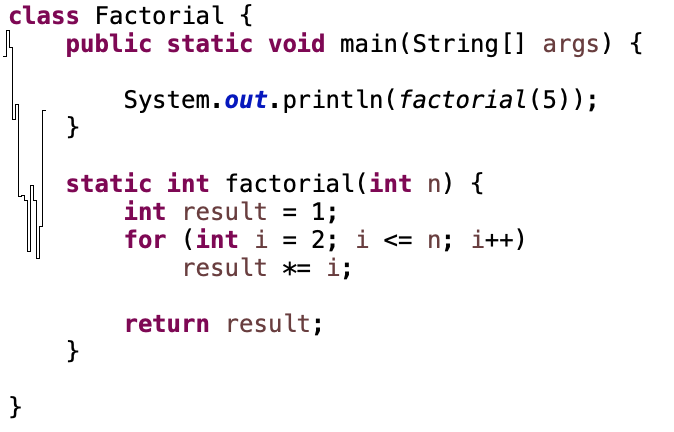 class Factorial {
    public static void main(String[] args) {
        System.out.println(factorial(5));
    }
    static int factorial(int n) {
        int result = 1;
        for (int i = 2; i <= n; i++)
            result *= i;
        return result;
    }
}